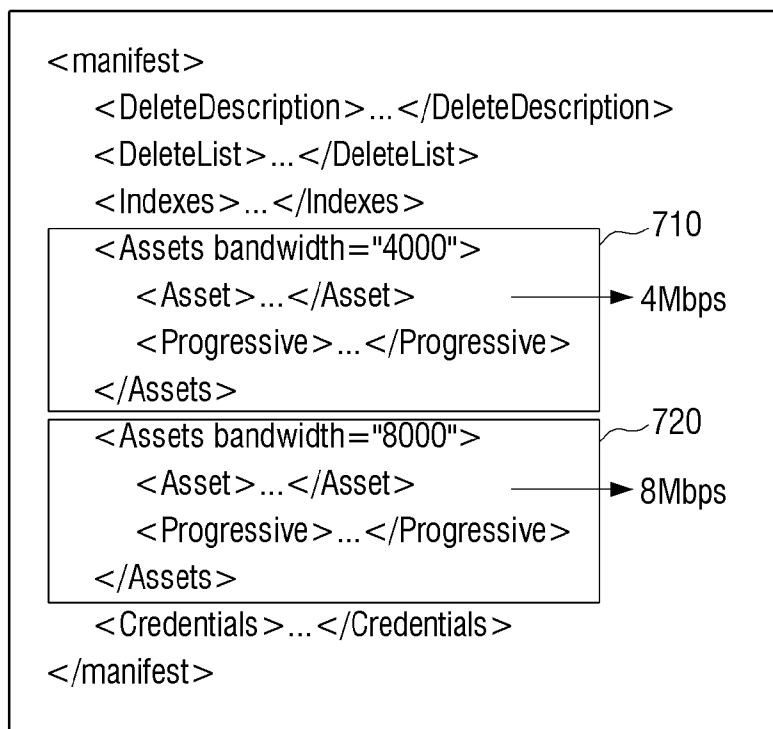 <manifest>
<DeleteDescription>...</DeleteDescription>
<DeleteList>...</DeleteList>
<Indexes>...</Indexes>
710
<Assets bandwidth="4000">
<Asset>...</Asset>
4Mbps
<Progressive>...</Progressive>
</Assets>
720
<Assets bandwidth="8000">
<Asset>...</Asset>
8Mbps
<Progressive>...</Progressive>
</Assets>
<Credentials>...</Credentials>
</manifest>